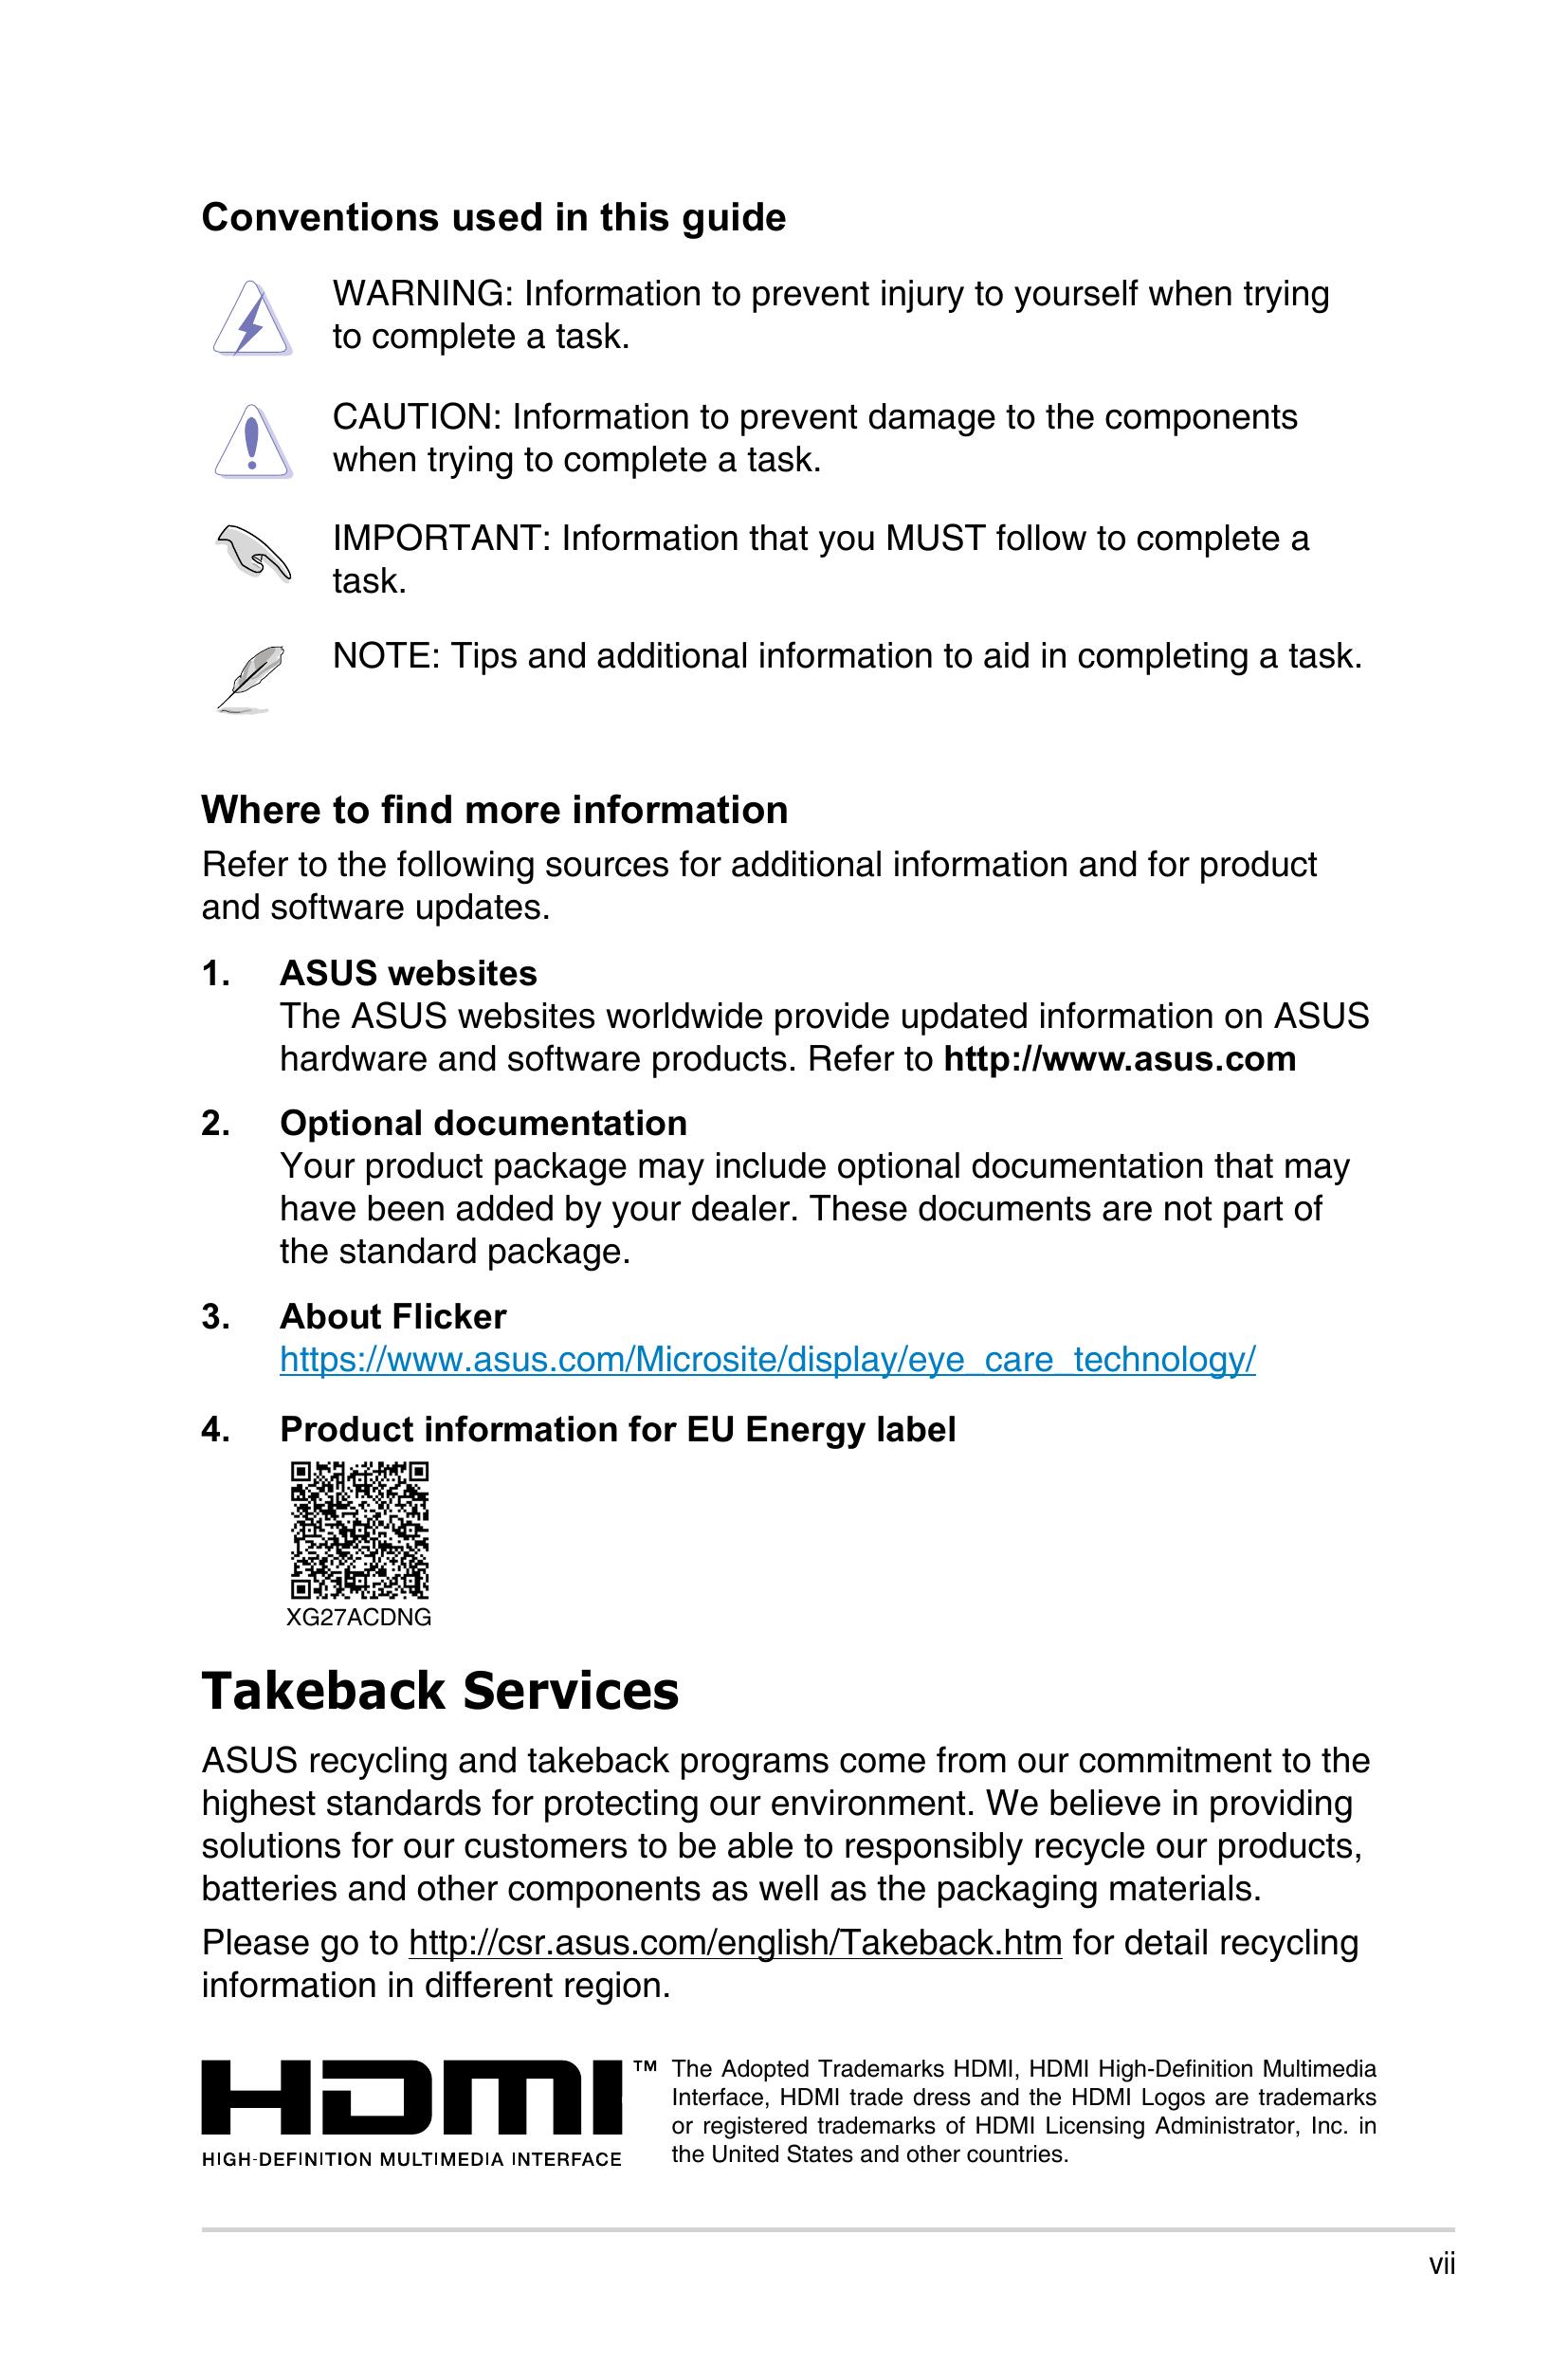 Conventions used in this guide
WARNING: Information to prevent injury to yourself when trying
to complete a task.
CAUTION: Information to prevent damage to the components
when trying to complete a task.
IMPORTANT: Information that you MUST follow to complete a
task.
NOTE: Tips and additional information to aid in completing a task.
Where to find more information
Refer to the following sources for additional information and for product
and software updates.
1. ASUS websites
The ASUS websites worldwide provide updated information on ASUS
hardware and software products. Refer to http://www.asus.com
2. Optional documentation
Your product package may include optional documentation that may
have been added by your dealer. These documents are not part of
the standard package.
3. About Flicker
https://www.asus.com/Microsite/display/eye_care_technology/
4. Product information for EU Energy label
XG27ACDNG
Takeback Services
ASUS recycling and takeback programs come from our commitment to the
highest standards for protecting our environment. We believe in providing
solutions for our customers to be able to responsibly recycle our products,
batteries and other components as well as the packaging materials.
Please go to http://csr.asus.com/english/Takeback.htm for detail recycling
information in different region.
HDMI™
HIGH-DEFINITION MULTIMEDIA INTERFACE
The Adopted Trademarks HDMI, HDMI High-Definition Multimedia
Interface, HDMI trade dress and the HDMI Logos are trademarks
or registered trademarks of HDMI Licensing Administrator, Inc. in
the United States and other countries.
vii